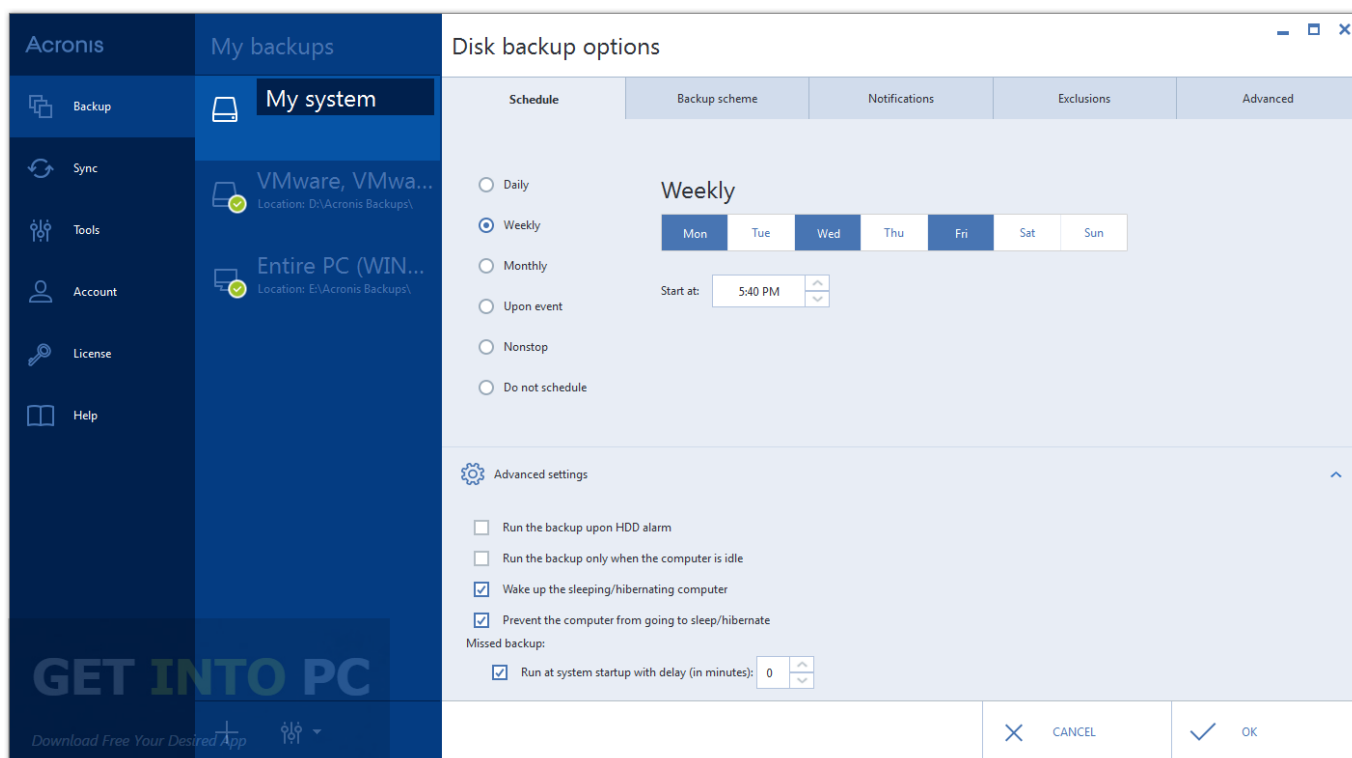 Acronis
My backups
Disk backup options
Backup
Sync
Tools
Account
License
Help
My system
VMware, VMwa...
Location: D:\Acronis Backups\
Entire PC (WIN...
Location: E:\Acronis Backups\
Schedule
Backup scheme
Notifications
Exclusions
Advanced
Daily
Weekly
Monthly
Upon event
Nonstop
Do not schedule
Weekly
Mon Tue Wed Thu Fri Sat Sun
Start at: 5:40 PM
Advanced settings
Run the backup upon HDD alarm
Run the backup only when the computer is idle
Wake up the sleeping/hibernating computer
Prevent the computer from going to sleep/hibernate
Missed backup:
Run at system startup with delay (in minutes): 0
CANCEL
OK
GET INTO PC
Download Free Your Desired App